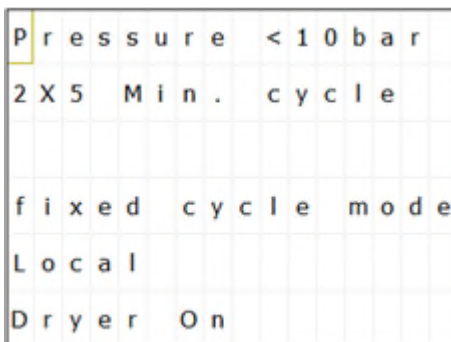 Pressure <10bar
2X5 Min. cycle
fixed cycle mode
Local
Dryer On